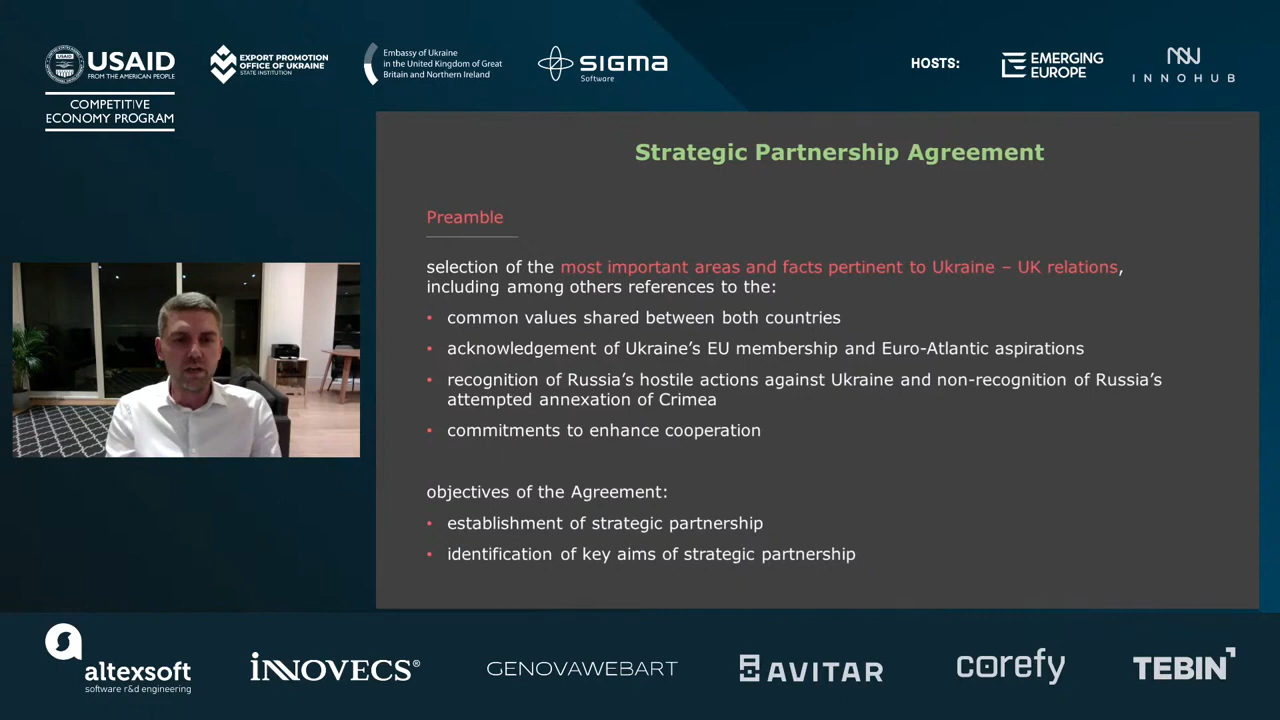 USAID
FROM THE AMERICAN PEOPLE
COMPETITIVE
ECONOMY PROGRAM
EXPORT PROMOTION
OFFICE OF UKRAINE
STATE INSTITUTION
Embassy of Ukraine
in the United Kingdom of Great
Britain and Northern Ireland
SIGMA
Software
HOSTS:
EMERGING
EUROPE
INNOHUB
Strategic Partnership Agreement
Preamble
selection of the most important areas and facts pertinent to Ukraine – UK relations,
including among others references to the:
• common values shared between both countries
• acknowledgement of Ukraine’s EU membership and Euro-Atlantic aspirations
• recognition of Russia’s hostile actions against Ukraine and non-recognition of Russia’s
attempted annexation of Crimea
• commitments to enhance cooperation
objectives of the Agreement:
• establishment of strategic partnership
• identification of key aims of strategic partnership
altexsoft
software r&d engineering
INNOVECS®
GENOVAWEBART
AVITAR
corefy
TEBIN